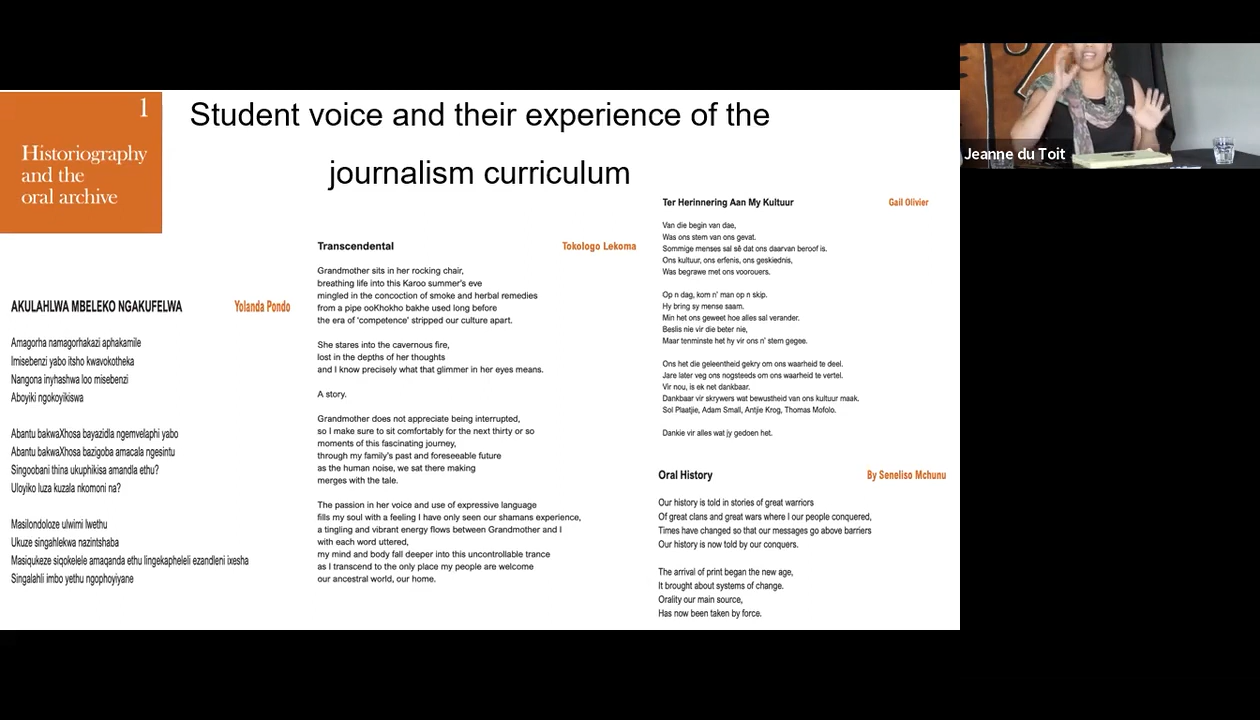 1
Historiography
and the
oral archive
Student voice and their experience of the
journalism curriculum
AKULAHLWA MBELEKO NGAKUFELWA
Yolanda Pondo
Amagorha namagorhakazi aphakamile
Imisebenzi yabo itsho kwavokotheka
Nangona inyhashwa loo misebenzi
Aboyiki ngokoyikiswa
Abantu bakwaXhosa bayazidla ngemvelaphi yabo
Abantu bakwaXhosa bazigoba amacala ngesintu
Singoobani thina ukuphikisa amandla ethu?
Uloyiko luza kuzala nkomoni na?
Masilondoloze ulwimi lwethu
Ukuze singahlekwa nazintshaba
Masiqukeze siqokelele amaqanda ethu lingekapheleli ezandleni ixesha
Singalahli imbo yethu ngophoyiyane
Transcendental
Tokologo Lekoma
Grandmother sits in her rocking chair,
breathing life into this Karoo summer's eve
mingled in the concoction of smoke and herbal remedies
from a pipe ooKhokho bakhe used long before
the era of 'competence' stripped our culture apart.
She stares into the cavernous fire,
lost in the depths of her thoughts
and I know precisely what that glimmer in her eyes means.
A story.
Grandmother does not appreciate being interrupted,
so I make sure to sit comfortably for the next thirty or so
moments of this fascinating journey,
through my family's past and foreseeable future
as the human noise, we sat there making
merges with the tale.
The passion in her voice and use of expressive language
fills my soul with a feeling I have only seen our shamans experience,
a tingling and vibrant energy flows between Grandmother and I
with each word uttered,
my mind and body fall deeper into this uncontrollable trance
as I transcend to the only place my people are welcome
our ancestral world, our home.
Ter Herinnering Aan My Kultuur
Gail Olivier
Van die begin van dae,
Was ons stem van ons gevat.
Sommige menses sal sê dat ons daarvan beroof is.
Ons kultuur, ons erfenis, ons geskiednis,
Was begrawe met ons voorouers.
Op n dag, kom n' man op n skip.
Hy bring sy mense saam.
Min het ons geweet hoe alles sal verander.
Beslis nie vir die beter nie,
Maar tenminste het hy vir ons n' stem gegee.
Ons het die geleentheid gekry om ons waarheid te deel.
Jare later veg ons nogsteeds om ons waarheid te vertel.
Vir nou, is ek net dankbaar.
Dankbaar vir skrywers wat bewustheid van ons kultuur maak.
Sol Plaatjie, Adam Small, Antjie Krog, Thomas Mofolo.
Dankie vir alles wat jy gedoen het.
Oral History
By Seneliso Mchunu
Our history is told in stories of great warriors
Of great clans and great wars where I our people conquered,
Times have changed so that our messages go above barriers
Our history is now told by our conquers.
The arrival of print began the new age,
It brought about systems of change.
Orality our main source,
Has now been taken by force.
Jeanne du Toit